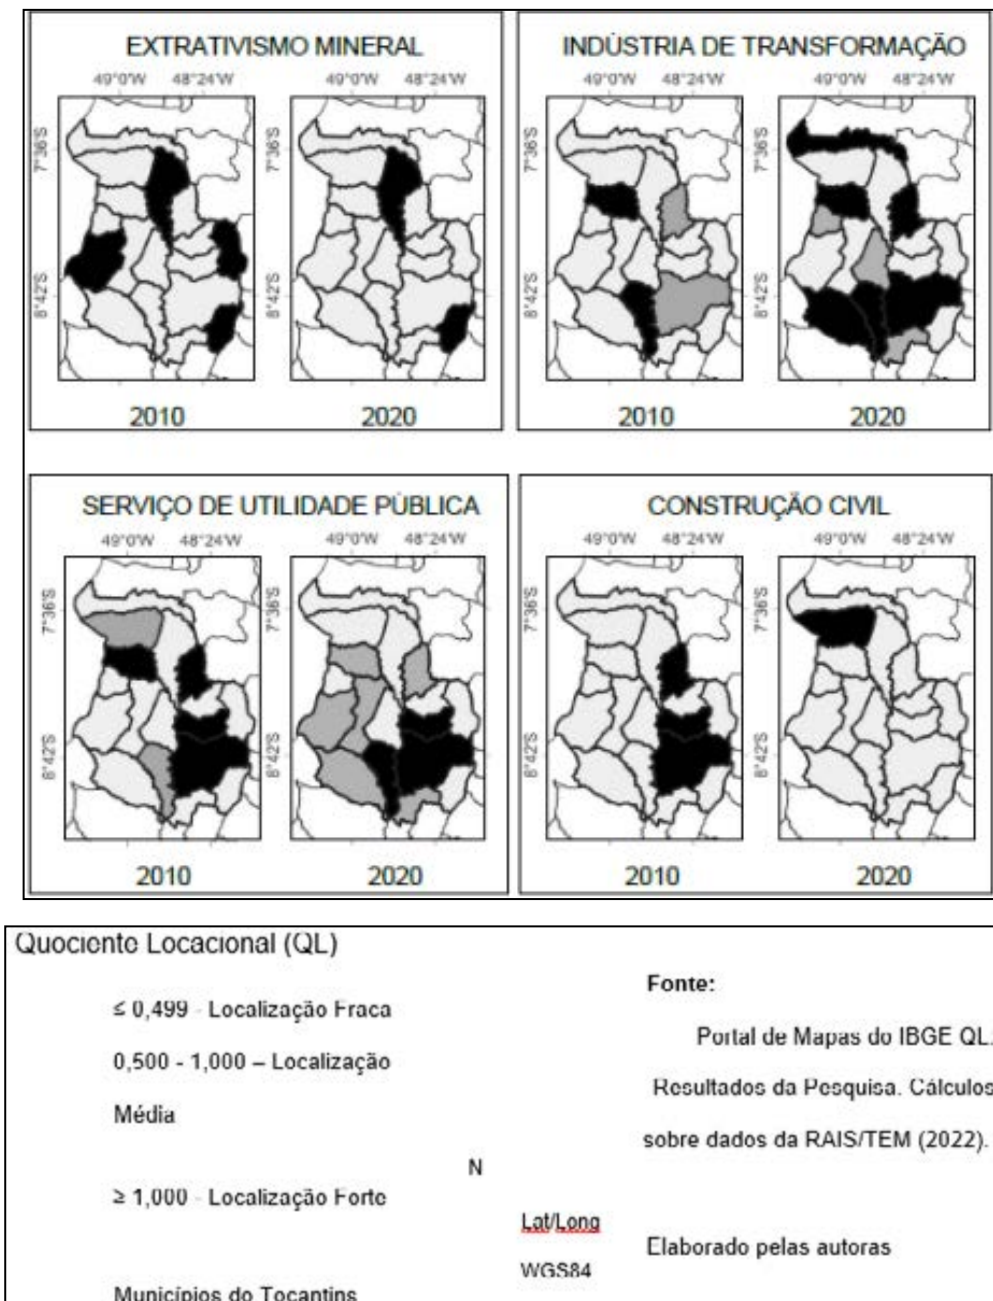 EXTRATIVISMO MINERAL
49°0'W 48°24'W 49°0'W 48°24'W
7°36'S 7°36'S
8°42'S 8°42'S
2010 2020
INDÚSTRIA DE TRANSFORMAÇÃO
49°0'W 48°24'W 49°0'W 48°24'W
7°36'S 7°36'S
8°42'S 8°42'S
2010 2020
SERVIÇO DE UTILIDADE PÚBLICA
49°0'W 48°24'W 49°0'W 48°24'W
7°36'S 7°36'S
8°42'S 8°42'S
2010 2020
CONSTRUÇÃO CIVIL
49°0'W 48°24'W 49°0'W 48°24'W
7°36'S 7°36'S
8°42'S 8°42'S
2010 2020
Quociente Locacional (QL)
≤ 0,499 - Localização Fraca
0,500 - 1,000 – Localização
Média
≥ 1,000 - Localização Forte
Municípios do Tocantins
N
Lat/Long
WGS84
Fonte:
Portal de Mapas do IBGE QL:
Resultados da Pesquisa. Cálculos
sobre dados da RAIS/TEM (2022).
Elaborado pelas autoras